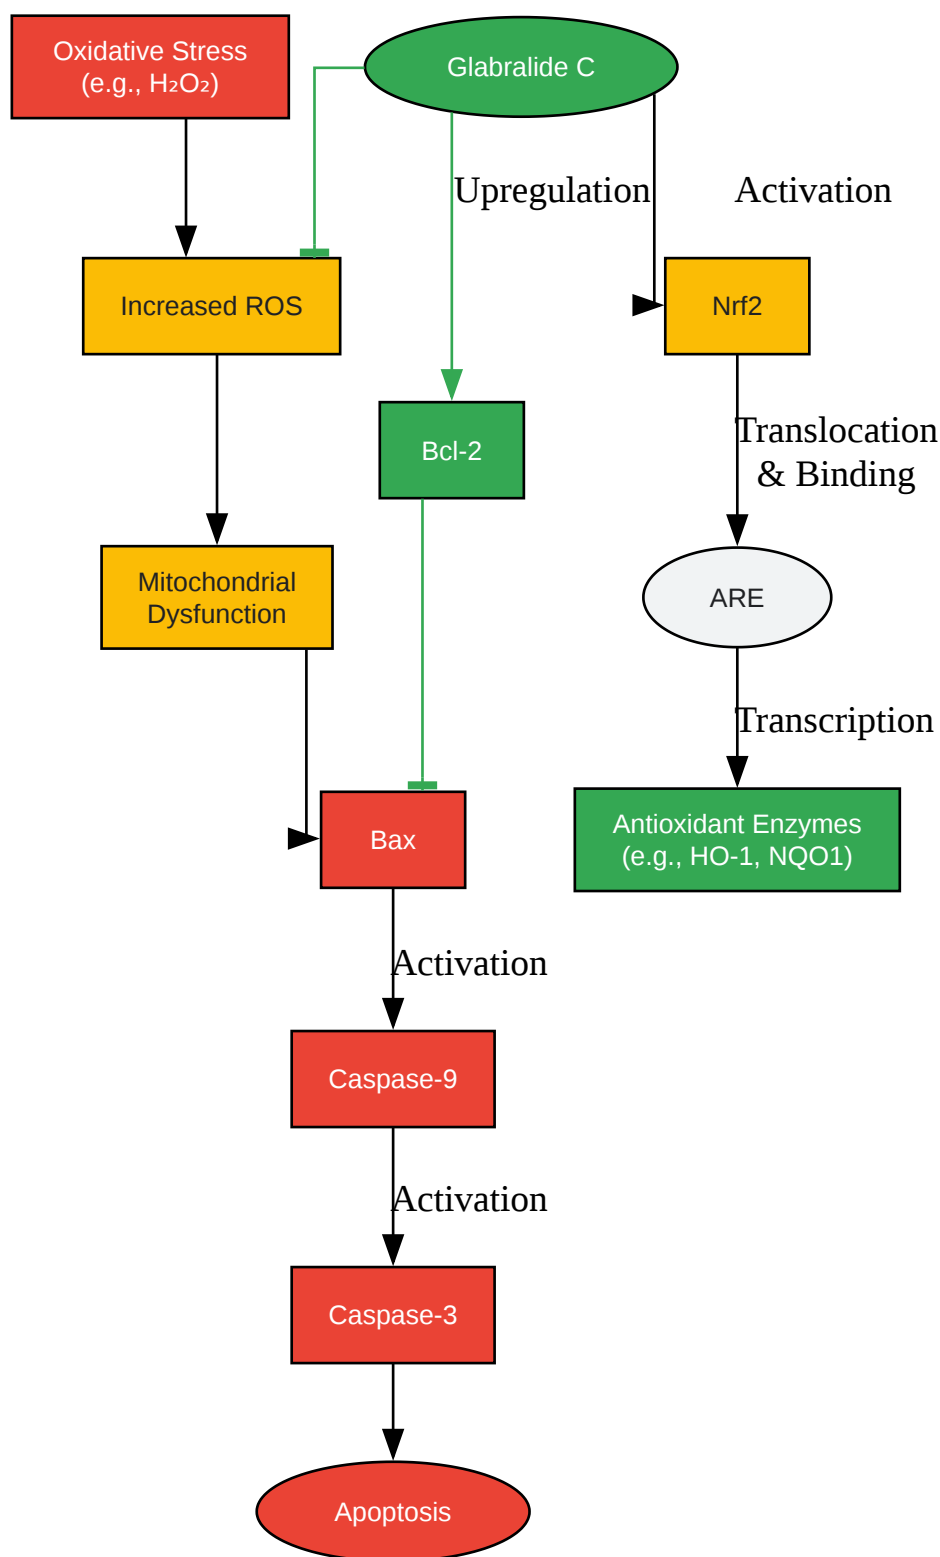 Oxidative Stress
(e.g., H₂O₂)
Glabralide C
Upregulation
Activation
Increased ROS
Nrf2
Bcl-2
Translocation
& Binding
Mitochondrial
Dysfunction
ARE
Transcription
Bax
Antioxidant Enzymes
(e.g., HO-1, NQO1)
Activation
Caspase-9
Activation
Caspase-3
Apoptosis